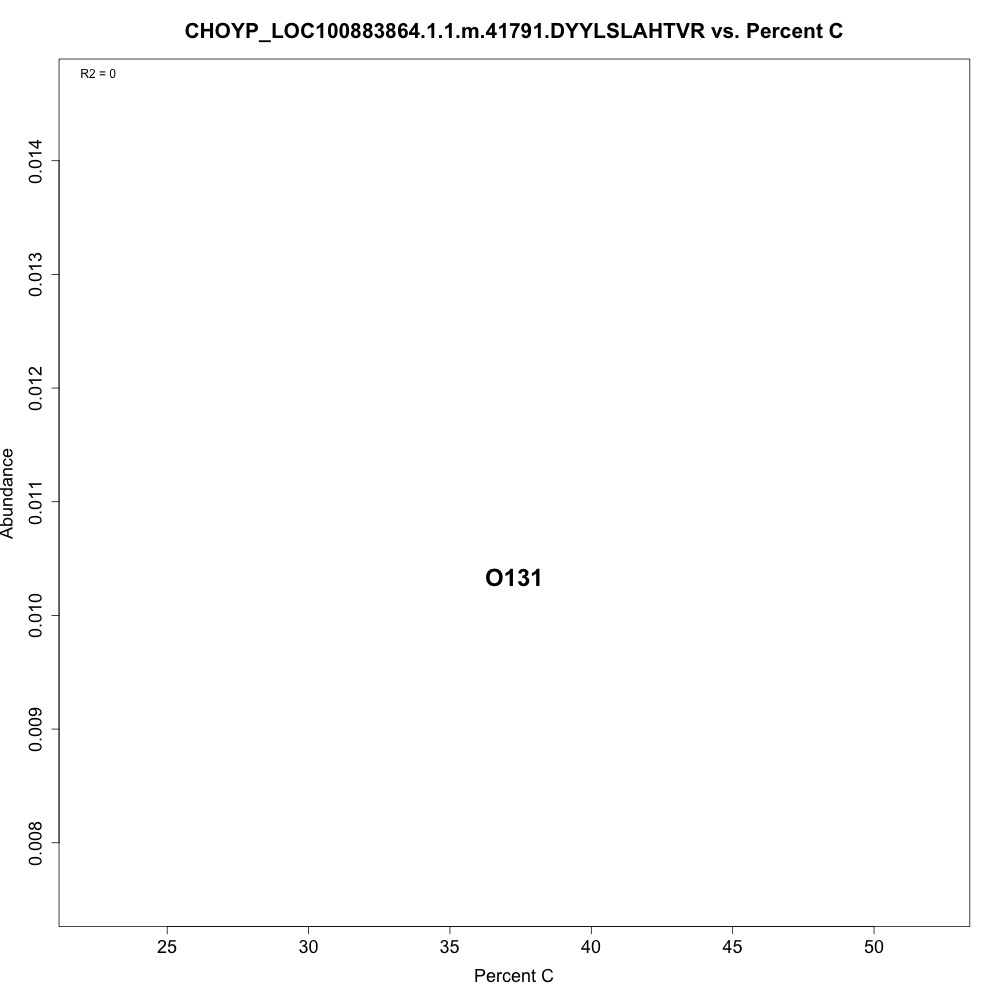 CHOYP_LOC100883864.1.1.m.41791.DYYLSLAHTVR vs. Percent C
R2 = 0
0.014
0.013
0.012
0.011
0.010
0.009
0.008
Abundance
O131
25 30 35 40 45 50
Percent C